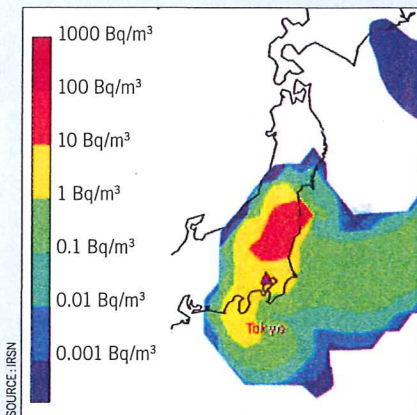 1000 Bq/m³
100 Bq/m³
10 Bq/m³
1 Bq/m³
0.1 Bq/m³
0.01 Bq/m³
0.001 Bq/m³
Tokyo
SOURCE : IRSN